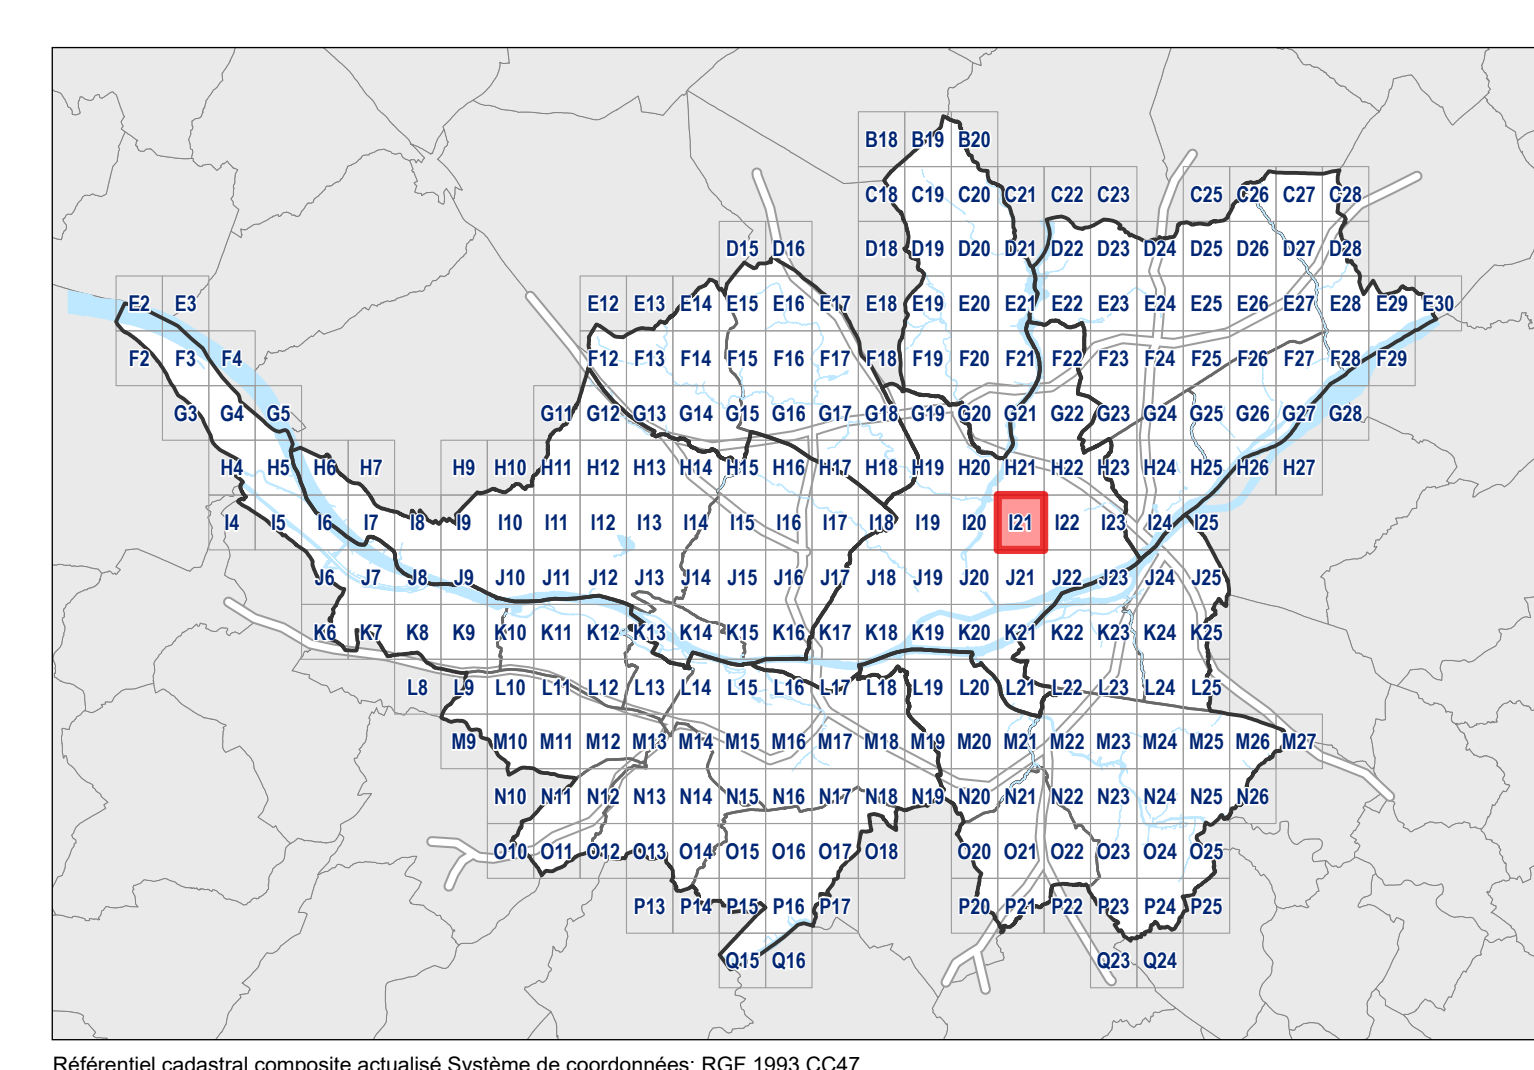 B18 B19 B20
C18 C19 C20 C21 C22 C23 C25 C26 C27 C28
D15 D16 D18 D19 D20 D21 D22 D23 D24 D25 D26 D27 D28
E2 E3 E12 E13 E14 E15 E16 E17 E18 E19 E20 E21 E22 E23 E24 E25 E26 E27 E28 E29 E30
F2 F3 F4 F12 F13 F14 F15 F16 F17 F18 F19 F20 F21 F22 F23 F24 F25 F26 F27 F28 F29
G3 G4 G5 G11 G12 G13 G14 G15 G16 G17 G18 G19 G20 G21 G22 G23 G24 G25 G26 G27 G28
H4 H5 H6 H7 H9 H10 H11 H12 H13 H14 H15 H16 H17 H18 H19 H20 H21 H22 H23 H24 H25 H26 H27
I4 I5 I6 I7 I8 I9 I10 I11 I12 I13 I14 I15 I16 I17 I18 I19 I20 I21 I22 I23 I24 I25
J6 J7 J8 J9 J10 J11 J12 J13 J14 J15 J16 J17 J18 J19 J20 J21 J22 J23 J24 J25
K6 K7 K8 K9 K10 K11 K12 K13 K14 K15 K16 K17 K18 K19 K20 K21 K22 K23 K24 K25
L8 L9 L10 L11 L12 L13 L14 L15 L16 L17 L18 L19 L20 L21 L22 L23 L24 L25
M9 M10 M11 M12 M13 M14 M15 M16 M17 M18 M19 M20 M21 M22 M23 M24 M25 M26 M27
N10 N11 N12 N13 N14 N15 N16 N17 N18 N19 N20 N21 N22 N23 N24 N25 N26
O10 O11 O12 O13 O14 O15 O16 O17 O18 O20 O21 O22 O23 O24 O25
P13 P14 P15 P16 P17 P20 P21 P22 P23 P24 P25
Q15 Q16 Q23 Q24
Référentiel cadastral composite actualisé Système de coordonnées: RGF 1993 CC47